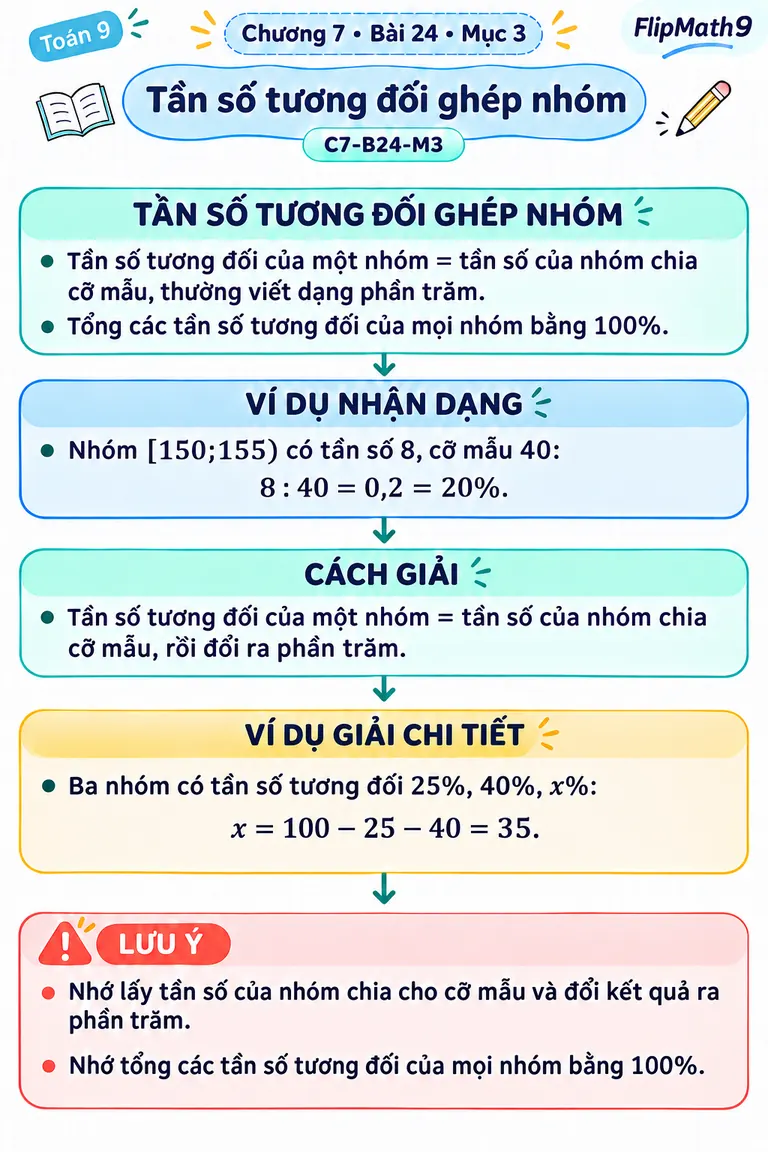 Toán 9
Chương 7 • Bài 24 • Mục 3
FlipMath9
Tần số tương đối ghép nhóm
C7-B24-M3
TẦN SỐ TƯƠNG ĐỐI GHÉP NHÓM
• Tần số tương đối của một nhóm = tần số của nhóm chia
cỡ mẫu, thường viết dạng phần trăm.
• Tổng các tần số tương đối của mọi nhóm bằng 100%.
VÍ DỤ NHẬN DẠNG
• Nhóm [150;155) có tần số 8, cỡ mẫu 40:
8 : 40 = 0,2 = 20%.
CÁCH GIẢI
• Tần số tương đối của một nhóm = tần số của nhóm chia
cỡ mẫu, rồi đổi ra phần trăm.
VÍ DỤ GIẢI CHI TIẾT
• Ba nhóm có tần số tương đối 25%, 40%, x%:
x = 100 − 25 − 40 = 35.
! LƯU Ý
• Nhớ lấy tần số của nhóm chia cho cỡ mẫu và đổi kết quả ra
phần trăm.
• Nhớ tổng các tần số tương đối của mọi nhóm bằng 100%.